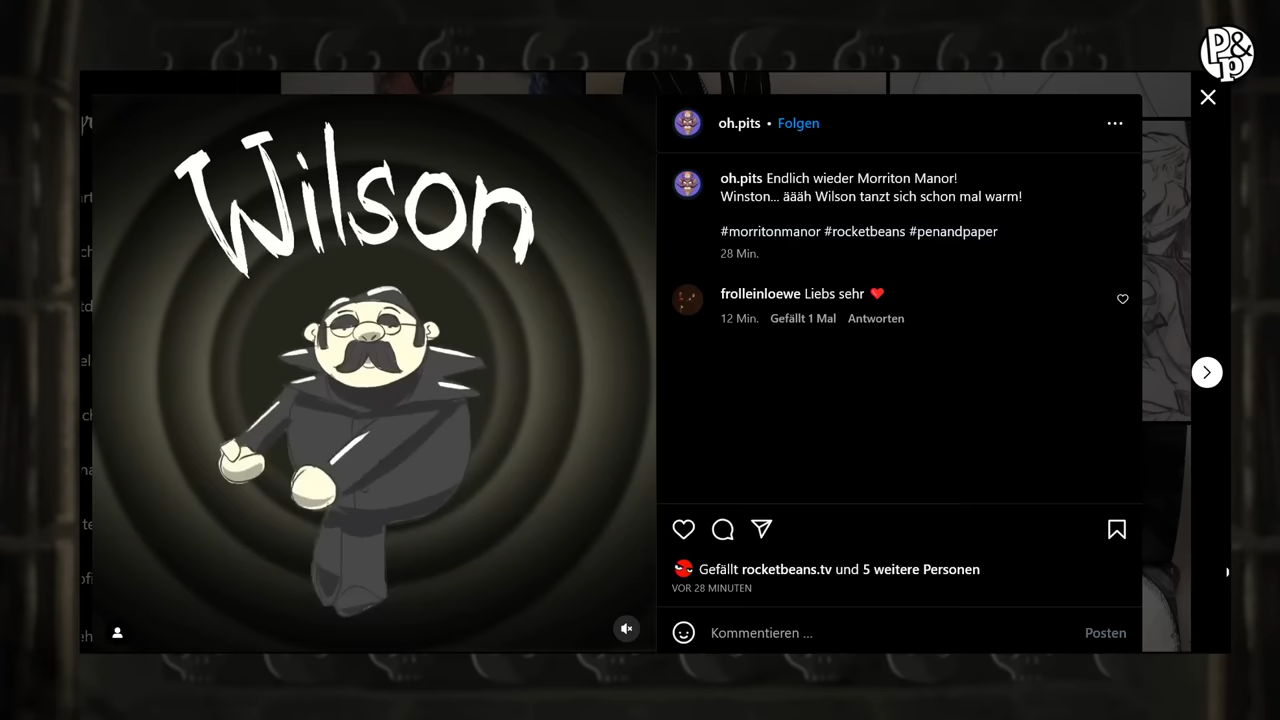 P&P
Wilson
oh.pits • Folgen
oh.pits Endlich wieder Morriton Manor!
Winston... äääh Wilson tanzt sich schon mal warm!
#morritonmanor #rocketbeans #penandpaper
28 Min.
frolleinloewe Liebs sehr ❤️
12 Min. Gefällt 1 Mal Antworten
Gefällt rocketbeans.tv und 5 weitere Personen
VOR 28 MINUTEN
Kommentieren ...
Posten